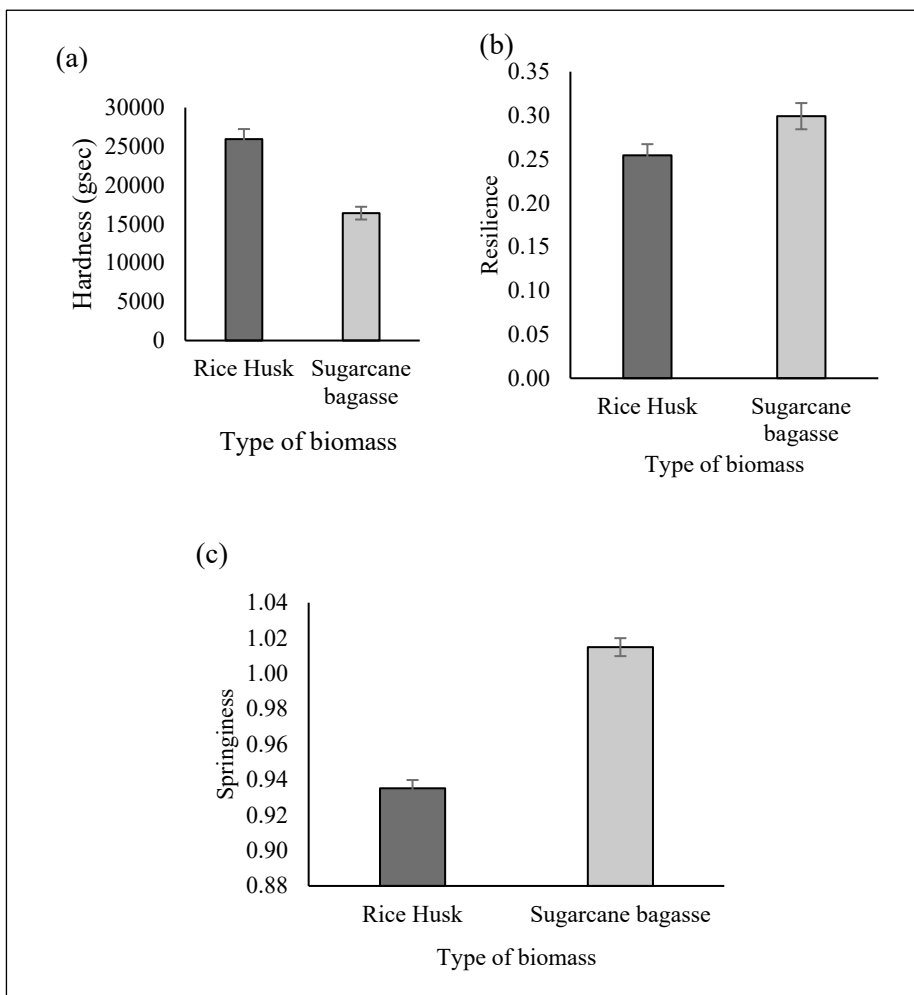 (a)
30000
25000
20000
15000
10000
5000
0
Hardness (gsec)
Rice Husk Sugarcane
bagasse
Type of biomass
(b)
0.35
0.30
0.25
0.20
0.15
0.10
0.05
0.00
Resilience
Rice Husk Sugarcane
bagasse
Type of biomass
(c)
1.04
1.02
1.00
0.98
0.96
0.94
0.92
0.90
0.88
Springiness
Rice Husk Sugarcane bagasse
Type of biomass